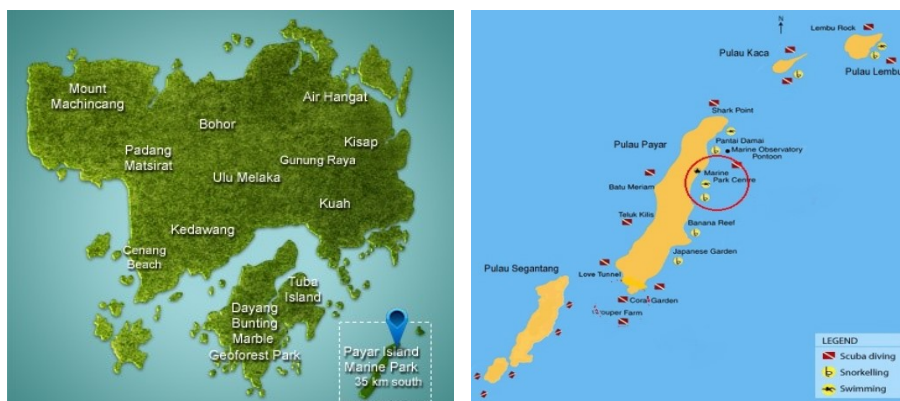 Mount
Machincang
Air Hangat
Bohor
Kisap
Padang
Matsirat
Gunung Raya
Ulu Melaka
Kuah
Kedawang
Cenang
Beach
Tuba
Island
Dayang
Bunting
Marble
Geoforest Park
Payar Island
Marine Park
35 km south
N
Lembu Rock
Pulau Kaca
Pulau Lembu
Shark Point
Pulau Payar
Pantai Damai
Marine Observatory
Pontoon
Marine
Park Centre
Batu Meriam
Teluk Kilis
Banana Reef
Japanese Garden
Pulau Segantang
Love Tunnel
Coral Garden
Grouper Farm
LEGEND
Scuba diving
Snorkelling
Swimming